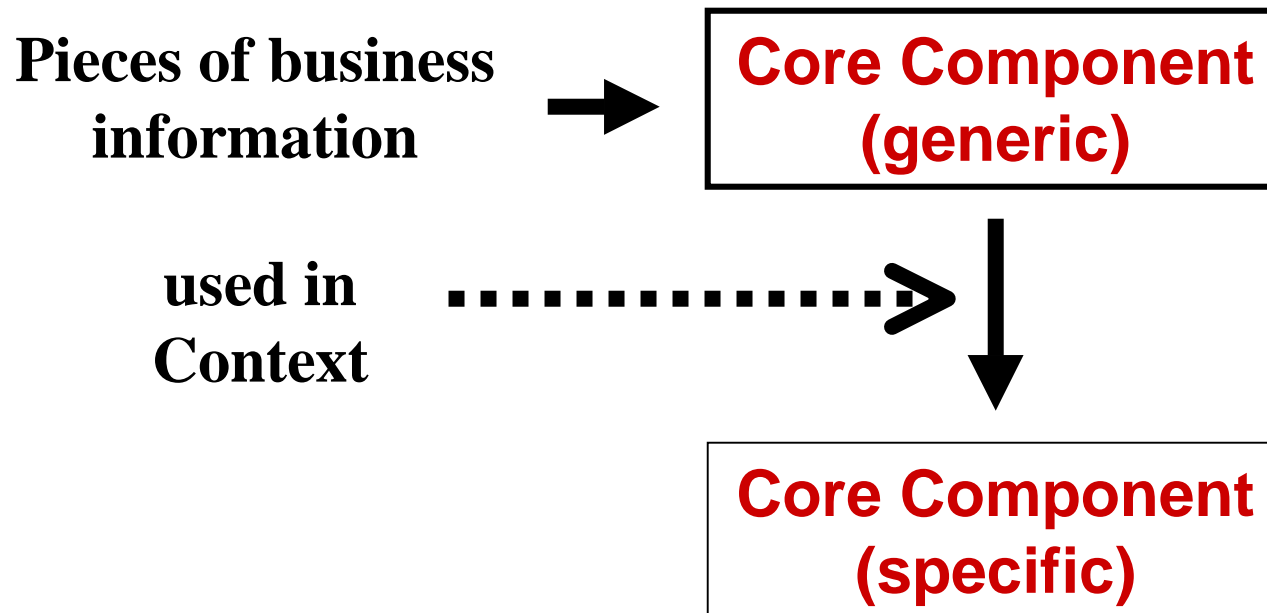 Pieces of business
information
Core Component
(generic)
used in
Context
Core Component
(specific)